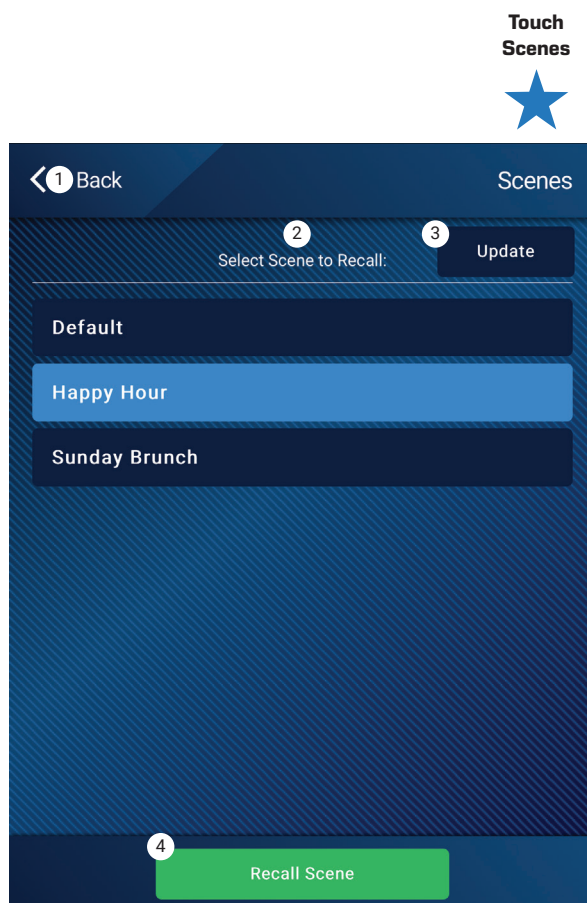 Touch
Scenes
1 Back
Scenes
2
Select Scene to Recall:
3
Update
Default
Happy Hour
Sunday Brunch
4
Recall Scene